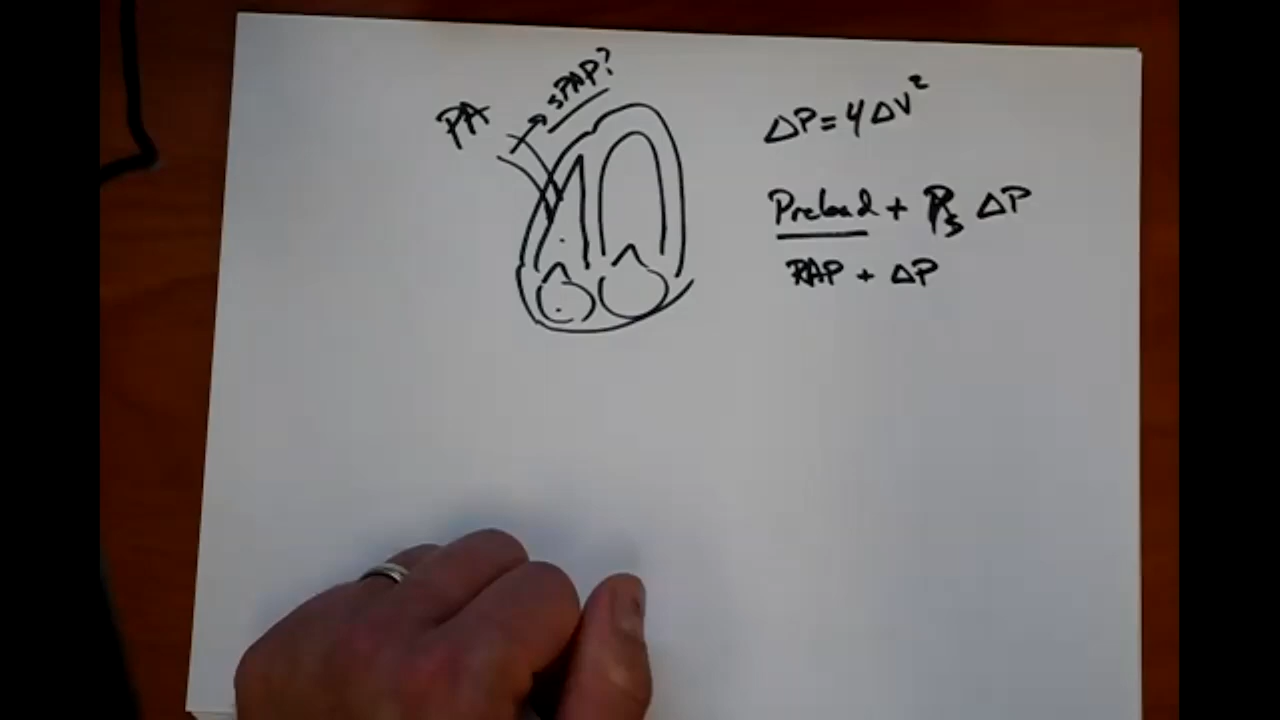 PA → sPAP?
ΔP = 4ΔV²
Preload + ΔP
RAP + ΔP